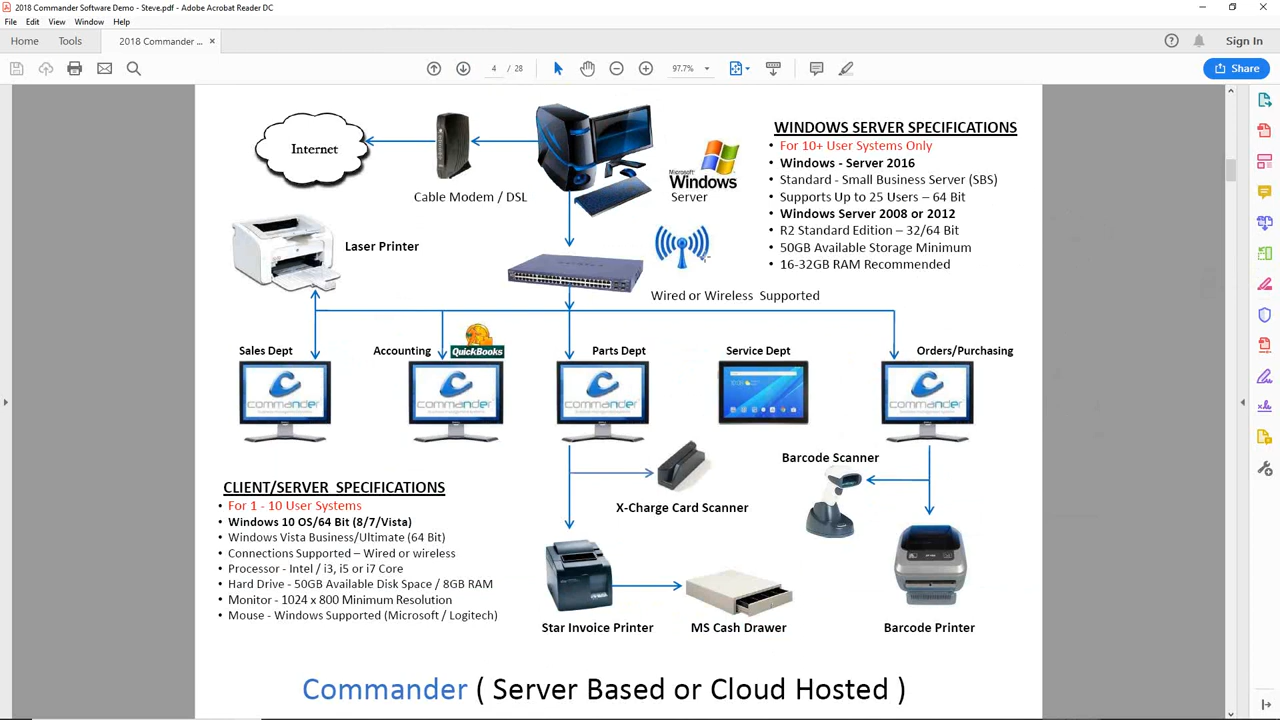 2018 Commander Software Demo - Steve.pdf - Adobe Acrobat Reader DC
File Edit View Window Help
Home Tools 2018 Commander ... × Sign In
4 / 28 97.7% Share
Internet
Cable Modem / DSL
Microsoft
Windows
Server
WINDOWS SERVER SPECIFICATIONS
• For 10+ User Systems Only
• Windows - Server 2016
• Standard - Small Business Server (SBS)
• Supports Up to 25 Users – 64 Bit
• Windows Server 2008 or 2012
• R2 Standard Edition – 32/64 Bit
• 50GB Available Storage Minimum
• 16-32GB RAM Recommended
Laser Printer
Wired or Wireless Supported
Sales Dept
Accounting
QuickBooks
Parts Dept
Service Dept
Orders/Purchasing
commander
commander
commander
commander
CLIENT/SERVER SPECIFICATIONS
• For 1 - 10 User Systems
• Windows 10 OS/64 Bit (8/7/Vista)
• Windows Vista Business/Ultimate (64 Bit)
• Connections Supported – Wired or wireless
• Processor - Intel / i3, i5 or i7 Core
• Hard Drive - 50GB Available Disk Space / 8GB RAM
• Monitor - 1024 x 800 Minimum Resolution
• Mouse - Windows Supported (Microsoft / Logitech)
X-Charge Card Scanner
Barcode Scanner
Star Invoice Printer
MS Cash Drawer
Barcode Printer
Commander ( Server Based or Cloud Hosted )